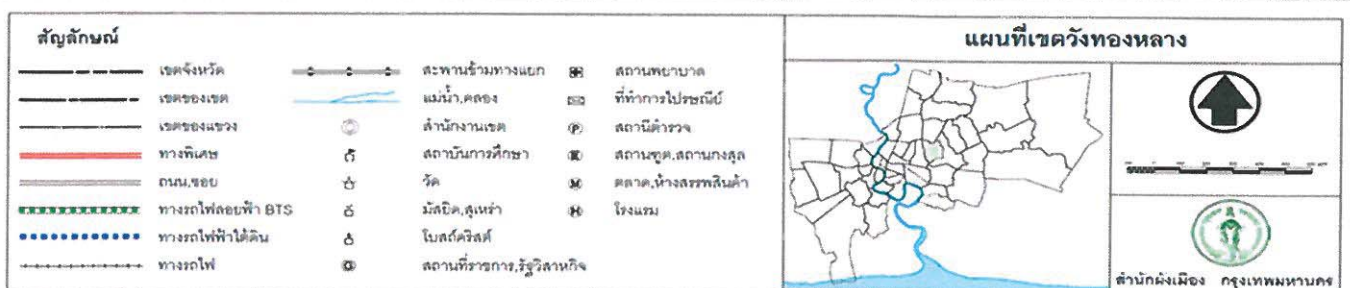 สัญลักษณ์
เขตจังหวัด
เขตของเขต
เขตของแขวง
ทางพิเศษ
ถนน,ซอย
ทางรถไฟลอยฟ้า BTS
ทางรถไฟฟ้าใต้ดิน
ทางรถไฟ
สะพานข้ามทางแยก
แม่น้ำ,คลอง
สำนักงานเขต
สถาบันการศึกษา
วัด
มัสยิด,สุเหร่า
โบสถ์คริสต์
สถานที่ราชการ,รัฐวิสาหกิจ
สถานพยาบาล
ที่ทำการไปรษณีย์
สถานีตำรวจ
สถานฑูต,สถานกงสุล
ตลาด,ห้างสรรพสินค้า
โรงแรม
แผนที่เขตวังทองหลาง
สำนักผังเมือง กรุงเทพมหานคร